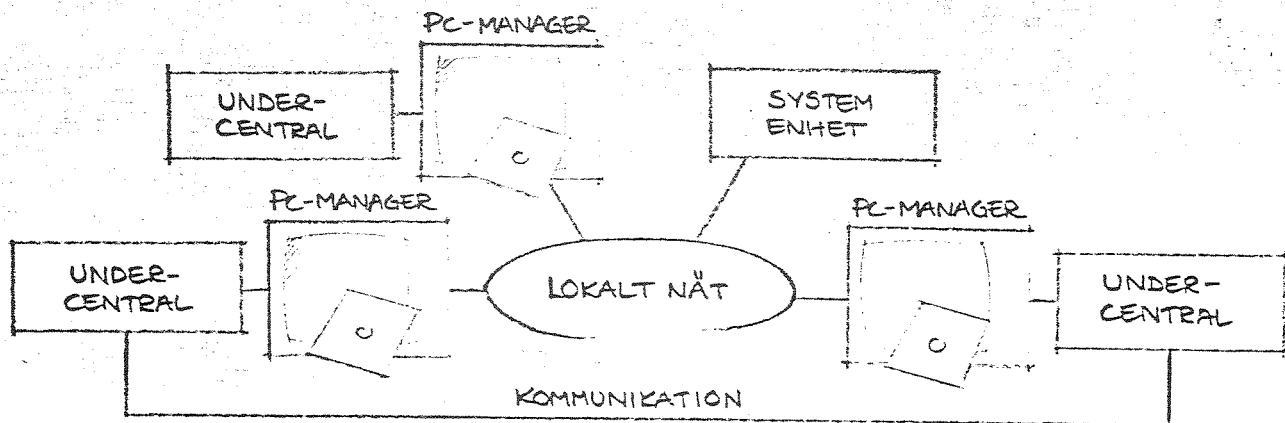 PC-MANAGER
UNDER-
CENTRAL
C
SYSTEM
ENHET
PC-MANAGER
PC-MANAGER
UNDER-
CENTRAL
C
LOKALT NÄT
C
UNDER-
CENTRAL
KOMMUNIKATION